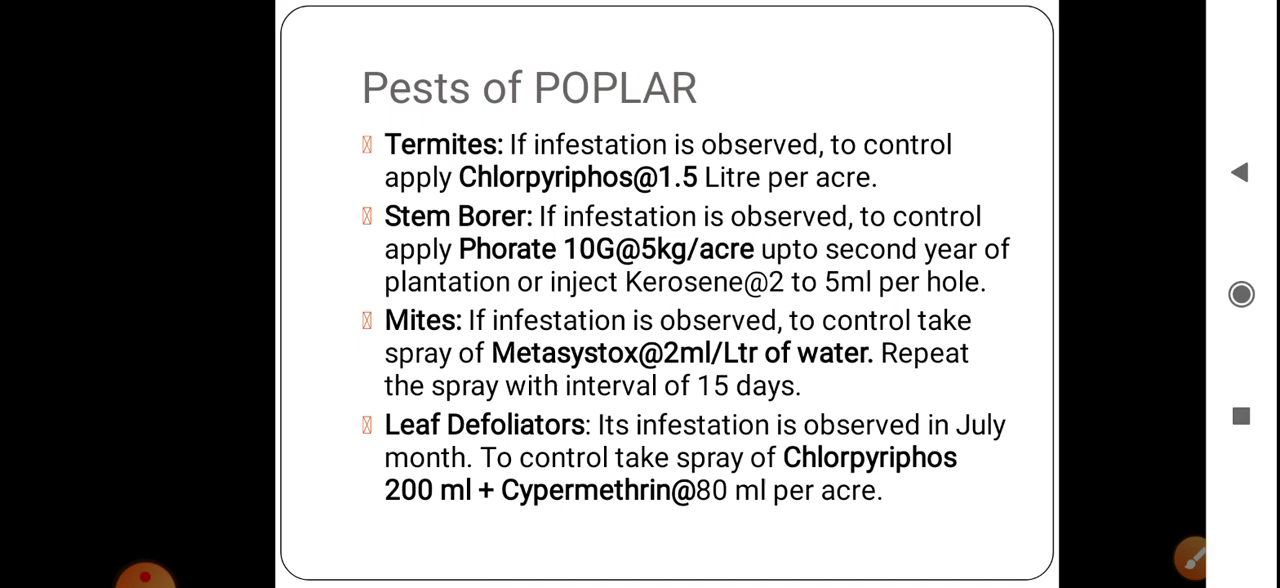 Pests of POPLAR
Termites: If infestation is observed, to control
apply Chlorpyriphos@1.5 Litre per acre.
Stem Borer: If infestation is observed, to control
apply Phorate 10G@5kg/acre upto second year of
plantation or inject Kerosene@2 to 5ml per hole.
Mites: If infestation is observed, to control take
spray of Metasystox@2ml/Ltr of water. Repeat
the spray with interval of 15 days.
Leaf Defoliators: Its infestation is observed in July
month. To control take spray of Chlorpyriphos
200 ml + Cypermethrin@80 ml per acre.